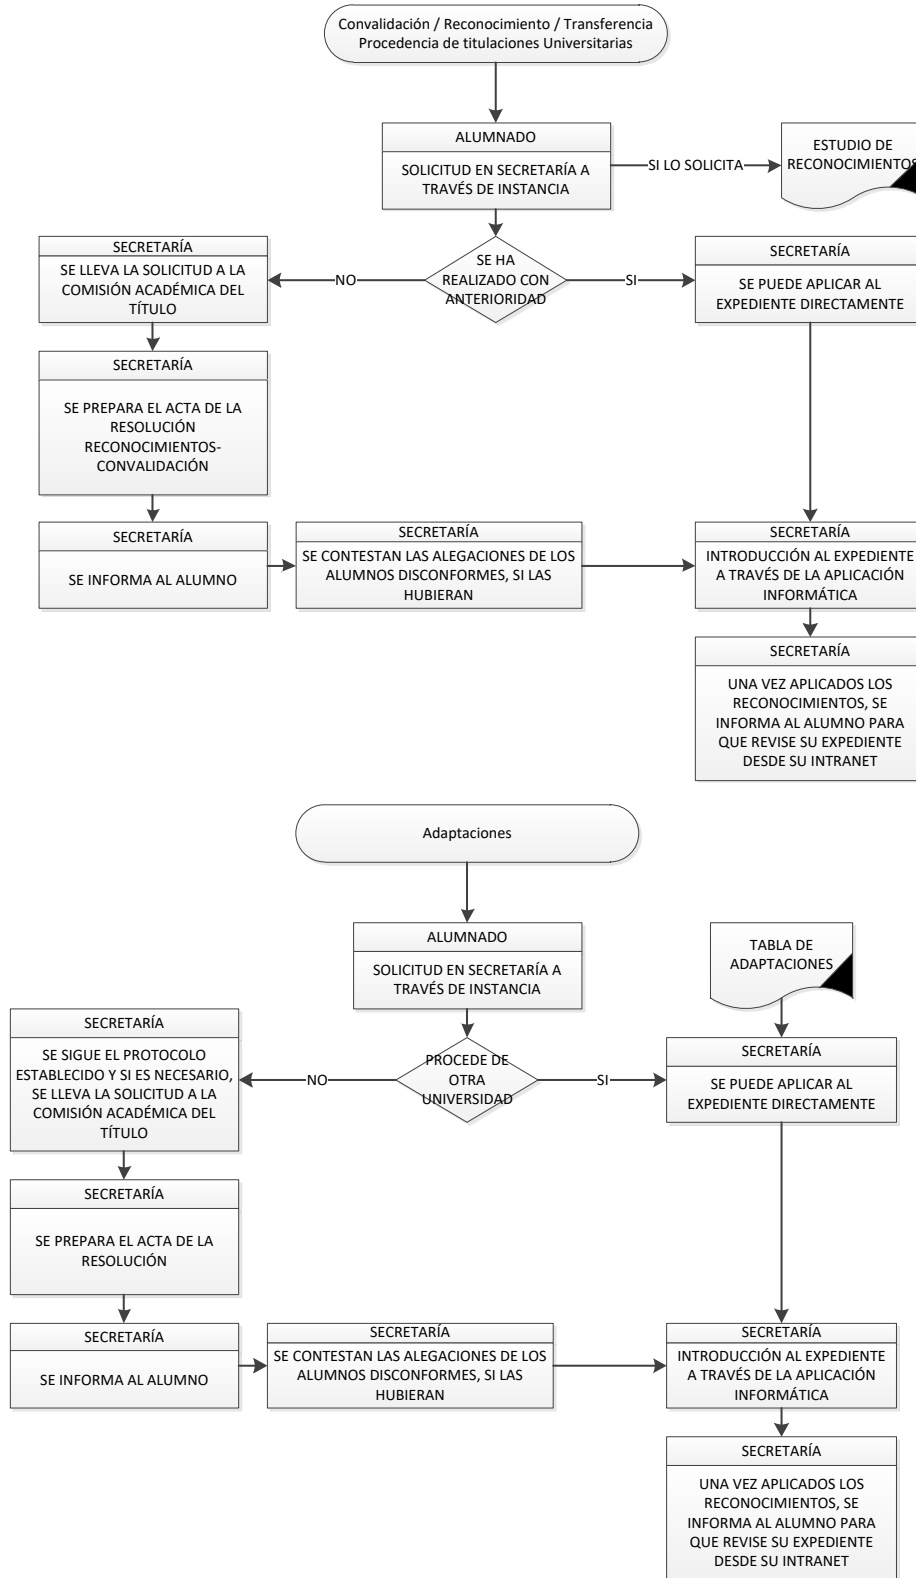 Convalidación / Reconocimiento / Transferencia
Procedencia de titulaciones Universitarias
ALUMNADO
SOLICITUD EN SECRETARÍA A
TRAVÉS DE INSTANCIA
SI LO SOLICITA
ESTUDIO DE
RECONOCIMIENTOS
SE HA
REALIZADO CON
ANTERIORIDAD
NO
SI
SECRETARÍA
SE LLEVA LA SOLICITUD A LA
COMISIÓN ACADÉMICA DEL
TÍTULO
SECRETARÍA
SE PUEDE APLICAR AL
EXPEDIENTE DIRECTAMENTE
SECRETARÍA
SE PREPARA EL ACTA DE LA
RESOLUCIÓN
RECONOCIMIENTOS-
CONVALIDACIÓN
SECRETARÍA
SE INFORMA AL ALUMNO
SECRETARÍA
SE CONTESTAN LAS ALEGACIONES DE LOS
ALUMNOS DISCONFORMES, SI LAS
HUBIERAN
SECRETARÍA
INTRODUCCIÓN AL EXPEDIENTE
A TRAVÉS DE LA APLICACIÓN
INFORMÁTICA
SECRETARÍA
UNA VEZ APLICADOS LOS
RECONOCIMIENTOS, SE
INFORMA AL ALUMNO PARA
QUE REVISE SU EXPEDIENTE
DESDE SU INTRANET
Adaptaciones
ALUMNADO
SOLICITUD EN SECRETARÍA A
TRAVÉS DE INSTANCIA
TABLA DE
ADAPTACIONES
PROCEDE DE
OTRA
UNIVERSIDAD
NO
SI
SECRETARÍA
SE SIGUE EL PROTOCOLO
ESTABLECIDO Y SI ES NECESARIO,
SE LLEVA LA SOLICITUD A LA
COMISIÓN ACADÉMICA DEL
TÍTULO
SECRETARÍA
SE PUEDE APLICAR AL
EXPEDIENTE DIRECTAMENTE
SECRETARÍA
SE PREPARA EL ACTA DE LA
RESOLUCIÓN
SECRETARÍA
SE INFORMA AL ALUMNO
SECRETARÍA
SE CONTESTAN LAS ALEGACIONES DE LOS
ALUMNOS DISCONFORMES, SI LAS
HUBIERAN
SECRETARÍA
INTRODUCCIÓN AL EXPEDIENTE
A TRAVÉS DE LA APLICACIÓN
INFORMÁTICA
SECRETARÍA
UNA VEZ APLICADOS LOS
RECONOCIMIENTOS, SE
INFORMA AL ALUMNO PARA
QUE REVISE SU EXPEDIENTE
DESDE SU INTRANET